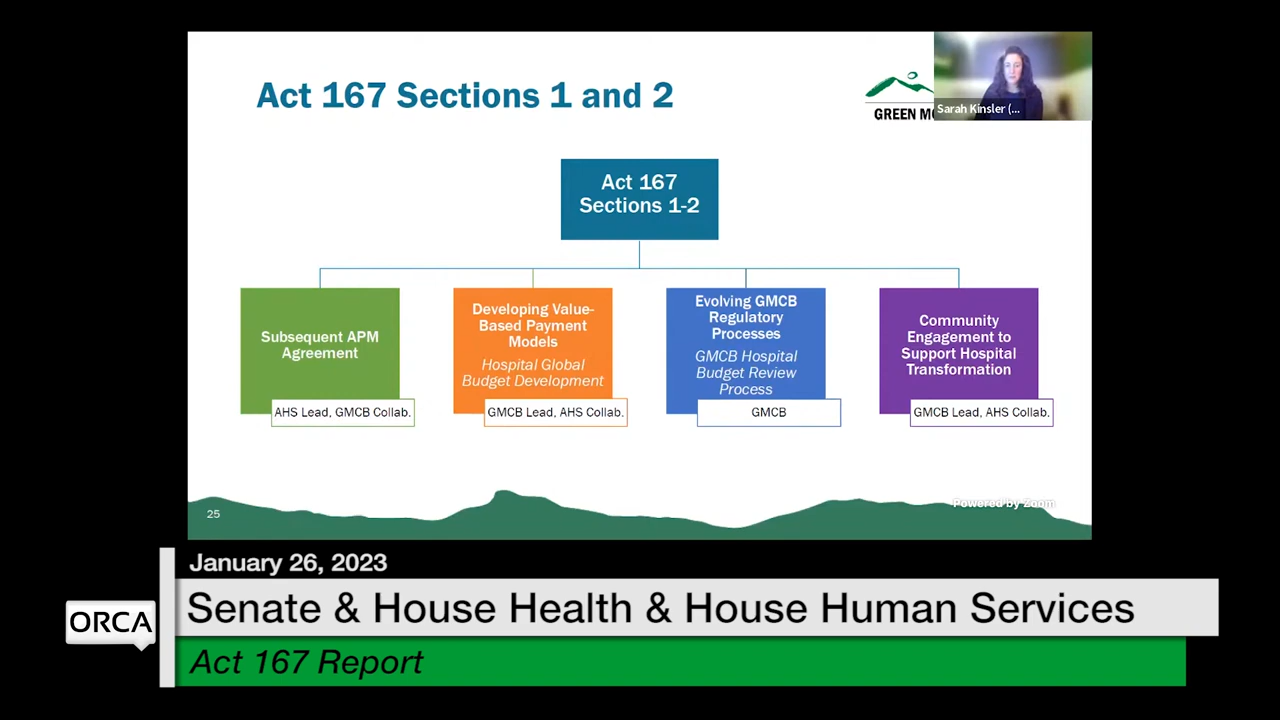 Act 167 Sections 1 and 2
GREEN MO
Sarah Kinsler (...
Act 167
Sections 1-2
Subsequent APM
Agreement
AHS Lead, GMCB Collab.
Developing Value-
Based Payment
Models
Hospital Global
Budget Development
GMCB Lead, AHS Collab.
Evolving GMCB
Regulatory
Processes
GMCB Hospital
Budget Review
Process
GMCB
Community
Engagement to
Support Hospital
Transformation
GMCB Lead, AHS Collab.
Powered by Zoom
25
January 26, 2023
ORCA
Senate & House Health & House Human Services
Act 167 Report